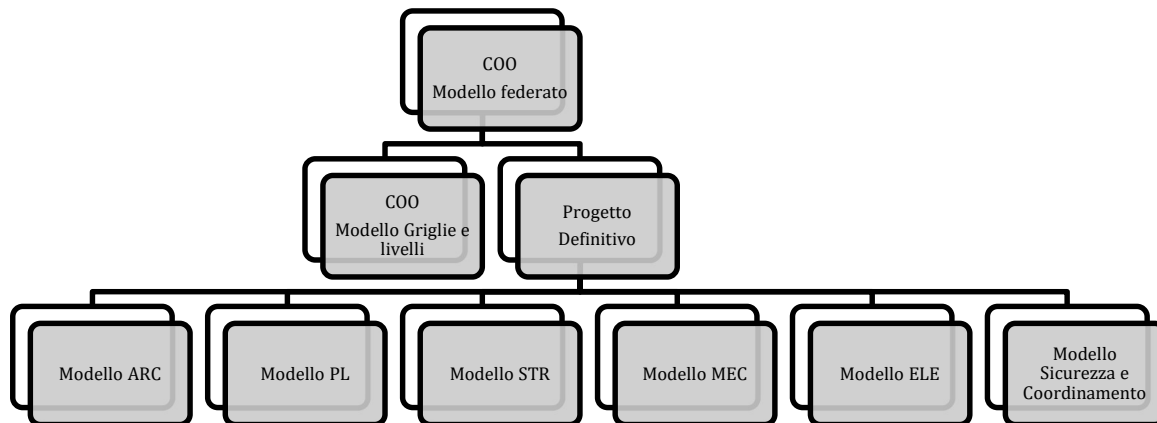 COO
Modello federato
COO
Modello Griglie e
livelli
Progetto
Definitivo
Modello ARC
Modello PL
Modello STR
Modello MEC
Modello ELE
Modello
Sicurezza e
Coordinamento